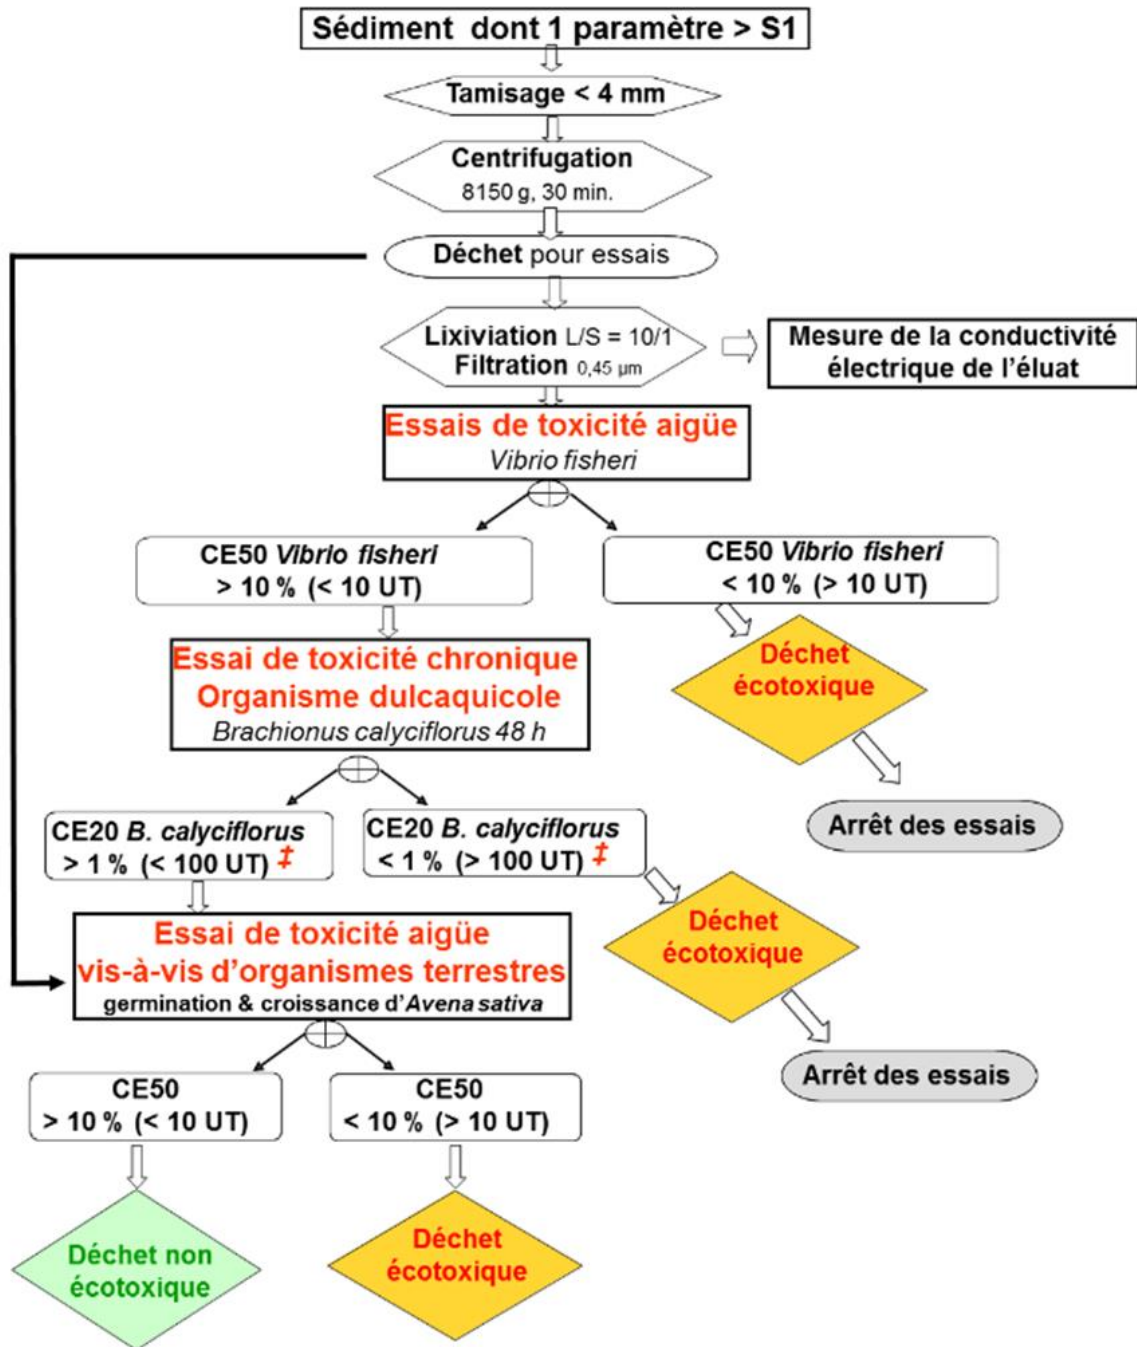 Sédiment dont 1 paramètre > S1
Tamisage < 4 mm
Centrifugation
8150 g, 30 min.
Déchet pour essais
Lixiviation L/S = 10/1
Filtration 0,45 µm
Mesure de la conductivité
électrique de l'éluat
Essais de toxicité aigüe
Vibrio fisheri
CE50 Vibrio fisheri
> 10 % (< 10 UT)
CE50 Vibrio fisheri
< 10 % (> 10 UT)
Essai de toxicité chronique
Organisme dulcaquicole
Brachionus calyciflorus 48 h
Déchet
écotoxique
Arrêt des essais
CE20 B. calyciflorus
> 1 % (< 100 UT) ‡
CE20 B. calyciflorus
< 1 % (> 100 UT) ‡
Déchet
écotoxique
Arrêt des essais
Essai de toxicité aigüe
vis-à-vis d'organismes terrestres
germination & croissance d'Avena sativa
CE50
> 10 % (< 10 UT)
CE50
< 10 % (> 10 UT)
Déchet non
écotoxique
Déchet
écotoxique